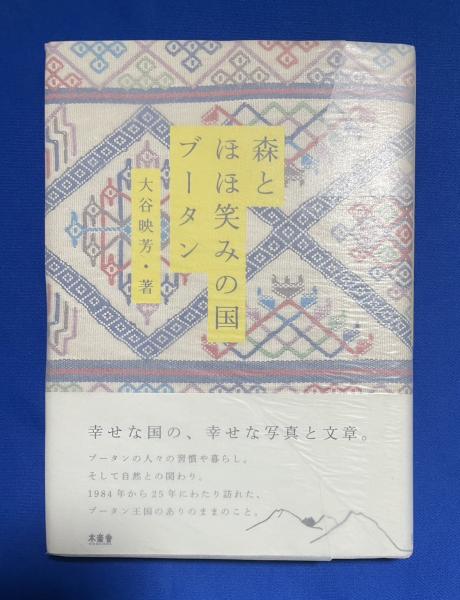 森と
ほほ笑みの国
ブータン
大谷映芳・著
幸せな国の、幸せな写真と文章。
ブータンの人々の習慣や暮らし。
そして自然との関わり。
1984年から25年にわたり訪れた、
ブータン王国のありのままのこと。
木楽舎